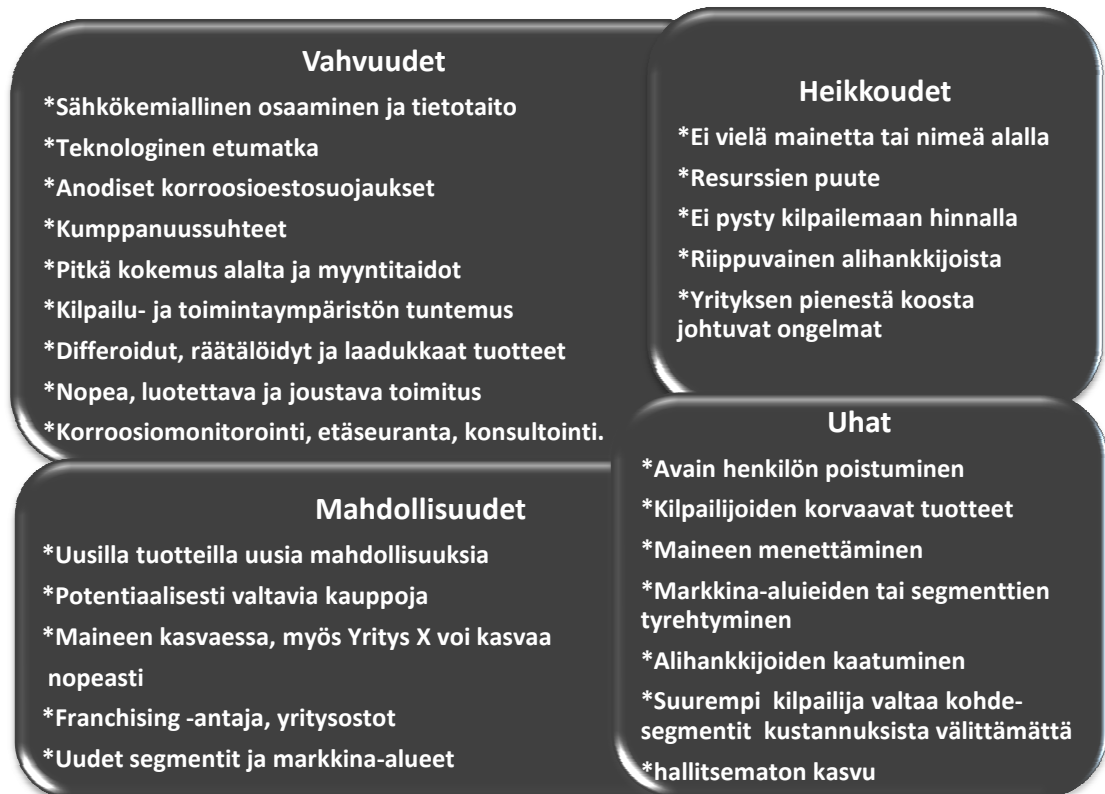 Vahvuudet
*Sähkökemiallinen osaaminen ja tietotaito
*Teknologinen etumatka
*Anodiset korroosioestosuojaukset
*Kumppanuussuhteet
*Pitkä kokemus alalta ja myyntitaidot
*Kilpailu- ja toimintaympäristön tuntemus
*Differoidut, räätälöidyt ja laadukkaat tuotteet
*Nopea, luotettava ja joustava toimitus
*Korroosiomonitorointi, etäseuranta, konsultointi.
Heikkoudet
*Ei vielä mainetta tai nimeä alalla
*Resurssien puute
*Ei pysty kilpailemaan hinnalla
*Riippuvainen alihankkijoista
*Yrityksen pienestä koosta
johtuvat ongelmat
Mahdollisuudet
*Uusilla tuotteilla uusia mahdollisuuksia
*Potentiaalisesti valtavia kauppoja
*Maineen kasvaessa, myös Yritys X voi kasvaa
nopeasti
*Franchising -antaja, yritysostot
*Uudet segmentit ja markkina-alueet
Uhat
*Avain henkilön poistuminen
*Kilpailijoiden korvaavat tuotteet
*Maineen menettäminen
*Markkina-aluieiden tai segmenttien
tyrehtyminen
*Alihankkijoiden kaatuminen
*Suurempi kilpailija valtaa kohde-
segmentit kustannuksista välittämättä
*hallitsematon kasvu